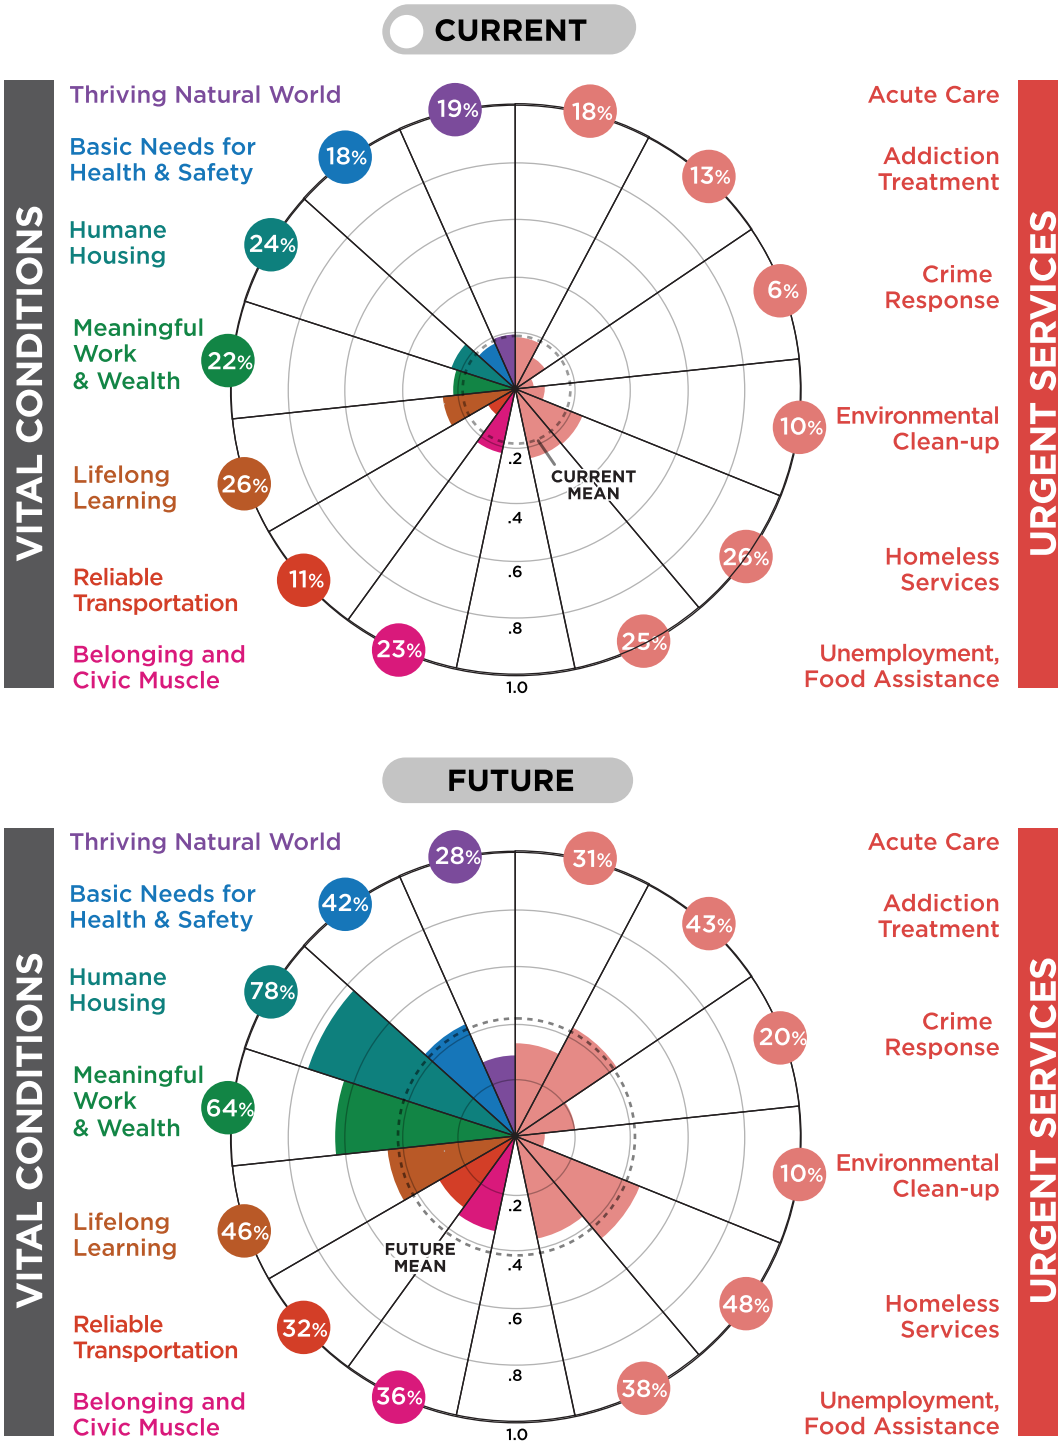 CURRENT
VITAL CONDITIONS
Thriving Natural World
19%
Basic Needs for
Health & Safety
18%
Humane
Housing
24%
Meaningful
Work
& Wealth
22%
Lifelong
Learning
26%
Reliable
Transportation
11%
Belonging and
Civic Muscle
23%
.2
.4
.6
.8
1.0
CURRENT
MEAN
18%
Acute Care
13%
Addiction
Treatment
6%
Crime
Response
10%
Environmental
Clean-up
26%
Homeless
Services
25%
Unemployment,
Food Assistance
URGENT SERVICES
FUTURE
VITAL CONDITIONS
Thriving Natural World
28%
Basic Needs for
Health & Safety
42%
Humane
Housing
78%
Meaningful
Work
& Wealth
64%
Lifelong
Learning
46%
Reliable
Transportation
32%
Belonging and
Civic Muscle
36%
FUTURE
MEAN
.2
.4
.6
.8
1.0
31%
Acute Care
43%
Addiction
Treatment
20%
Crime
Response
10%
Environmental
Clean-up
48%
Homeless
Services
38%
Unemployment,
Food Assistance
URGENT SERVICES